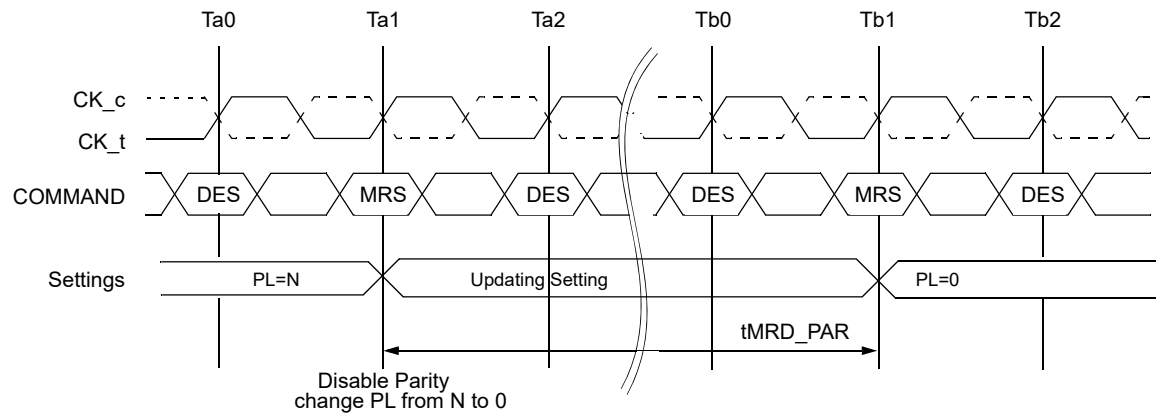 Ta0 Ta1 Ta2 Tb0 Tb1 Tb2
CK_c
CK_t
COMMAND DES MRS DES DES MRS DES
Settings PL=N Updating Setting PL=0
tMRD_PAR
Disable Parity
change PL from N to 0